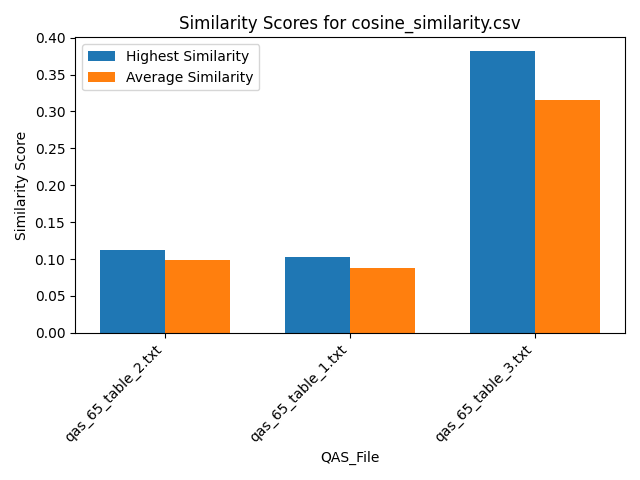 Similarity Scores for cosine_similarity.csv
Highest Similarity
Average Similarity
Similarity Score
0.40
0.35
0.30
0.25
0.20
0.15
0.10
0.05
0.00
qas_65_table_2.txt
qas_65_table_1.txt
qas_65_table_3.txt
QAS_File